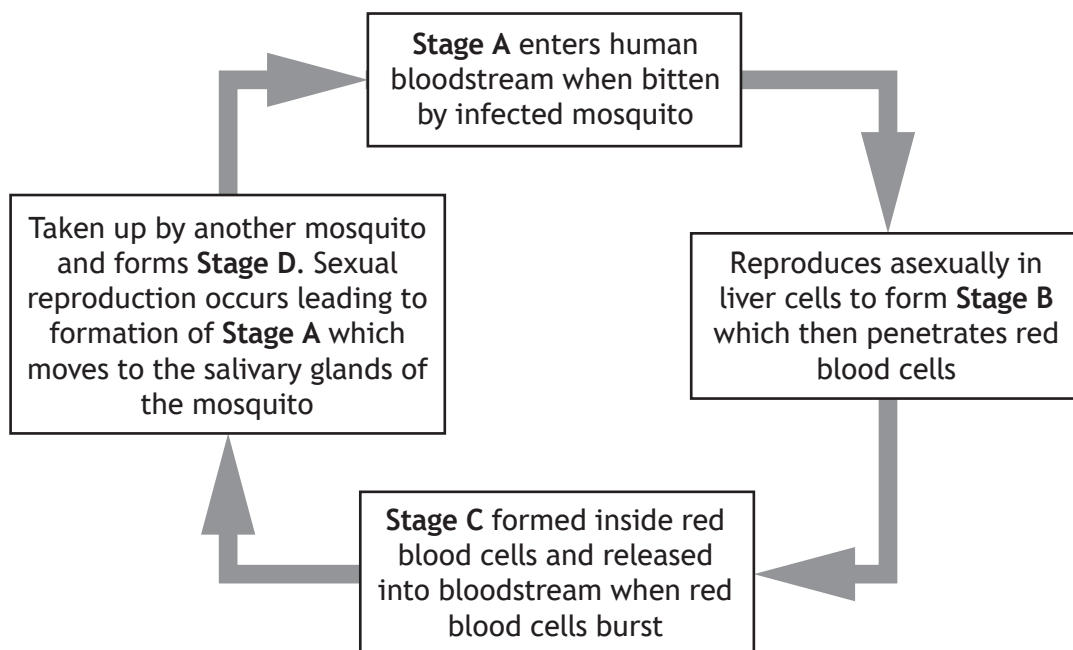 Stage A enters human
bloodstream when bitten
by infected mosquito
Reproduces asexually in
liver cells to form Stage B
which then penetrates red
blood cells
Stage C formed inside red
blood cells and released
into bloodstream when red
blood cells burst
Taken up by another mosquito
and forms Stage D. Sexual
reproduction occurs leading to
formation of Stage A which
moves to the salivary glands of
the mosquito